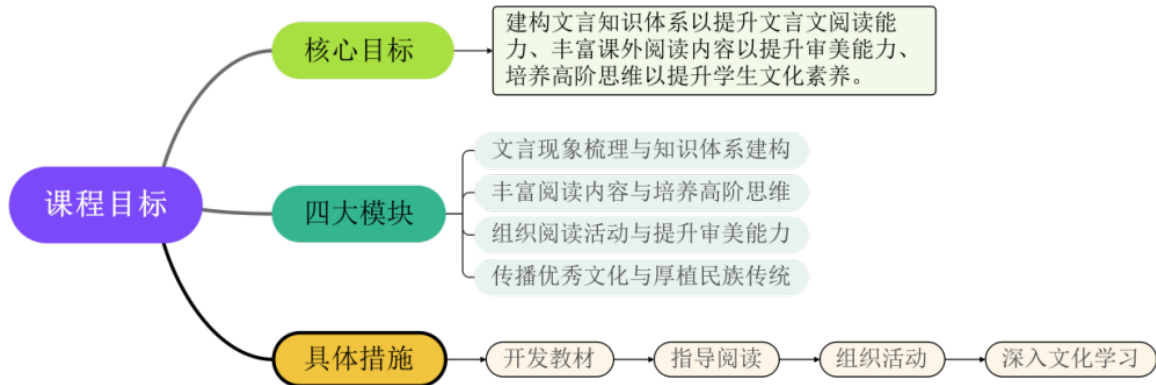 课程目标
核心目标
建构文言知识体系以提升文言文阅读能
力、丰富课外阅读内容以提升审美能力、
培养高阶思维以提升学生文化素养。
四大模块
文言现象梳理与知识体系建构
丰富阅读内容与培养高阶思维
组织阅读活动与提升审美能力
传播优秀文化与厚植民族传统
具体措施
开发教材
指导阅读
组织活动
深入文化学习